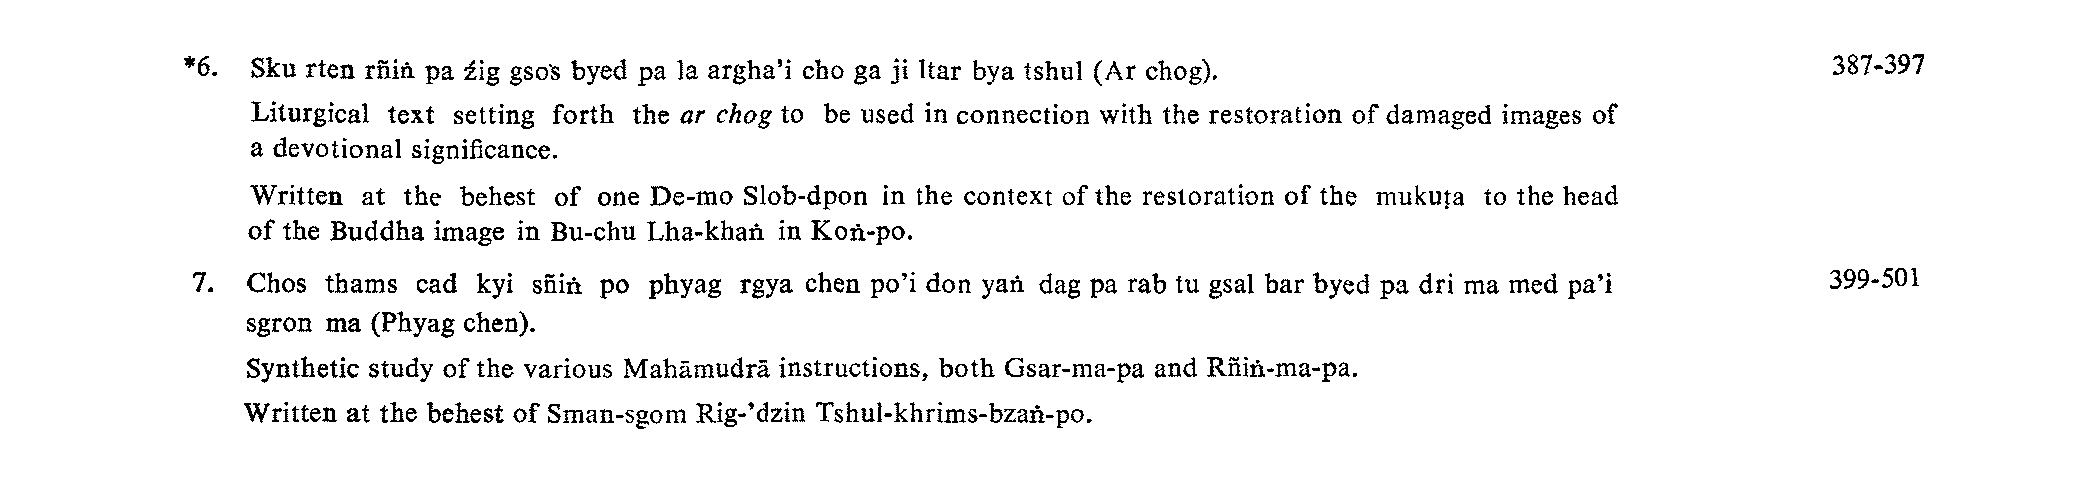 *6. Sku rten rñiṅ pa źig gsos byed pa la argha'i cho ga ji ltar bya tshul (Ar chog). 387-397
Liturgical text setting forth the ar chog to be used in connection with the restoration of damaged images of
a devotional significance.
Written at the behest of one De-mo Slob-dpon in the context of the restoration of the mukuṭa to the head
of the Buddha image in Bu-chu Lha-khaṅ in Koṅ-po.
7. Chos thams cad kyi sñiṅ po phyag rgya chen po'i don yaṅ dag pa rab tu gsal bar byed pa dri ma med pa'i 399-501
sgron ma (Phyag chen).
Synthetic study of the various Mahāmudrā instructions, both Gsar-ma-pa and Rñiṅ-ma-pa.
Written at the behest of Sman-sgom Rig-'dzin Tshul-khrims-bzaṅ-po.